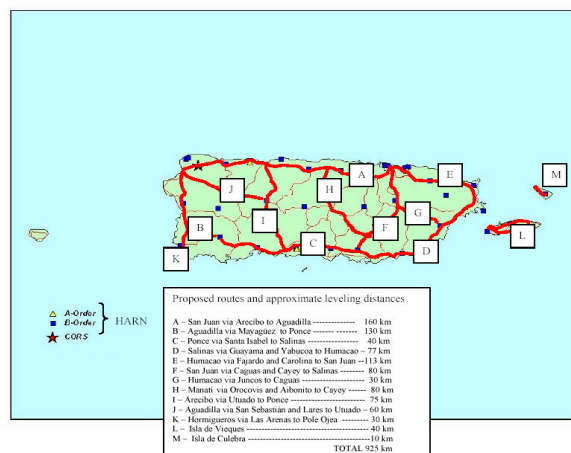 A
E
M
J
H
I
G
B
F
L
C
D
K
A-Order
B-Order
HARN
CORS
Proposed routes and approximate leveling distances
A – San Juan via Arecibo to Aguadilla -------------- 160 km
B – Aguadilla via Mayagüez to Ponce ------- ------- 130 km
C – Ponce via Santa Isabel to Salinas ---------------- 40 km
D – Salinas via Guayama and Yabucoa to Humacao – 77 km
E – Humacao via Fajardo and Carolina to San Juan --113 km
F – San Juan via Caguas and Cayey to Salinas -------- 80 km
G – Humacao via Juncos to Caguas ------------------- 30 km
H – Manatí via Orocovis and Aibonito to Cayey ----- 80 km
I – Arecibo via Utuado to Ponce ---------------------- 75 km
J – Aguadilla via San Sebastián and Lares to Utuado – 60 km
K – Hormigueros via Las Arenas to Pole Ojea --------- 30 km
L – Isla de Vieques ------------------------------------ 40 km
M – Isla de Culebra -------------------------------------10 km
TOTAL 925 km